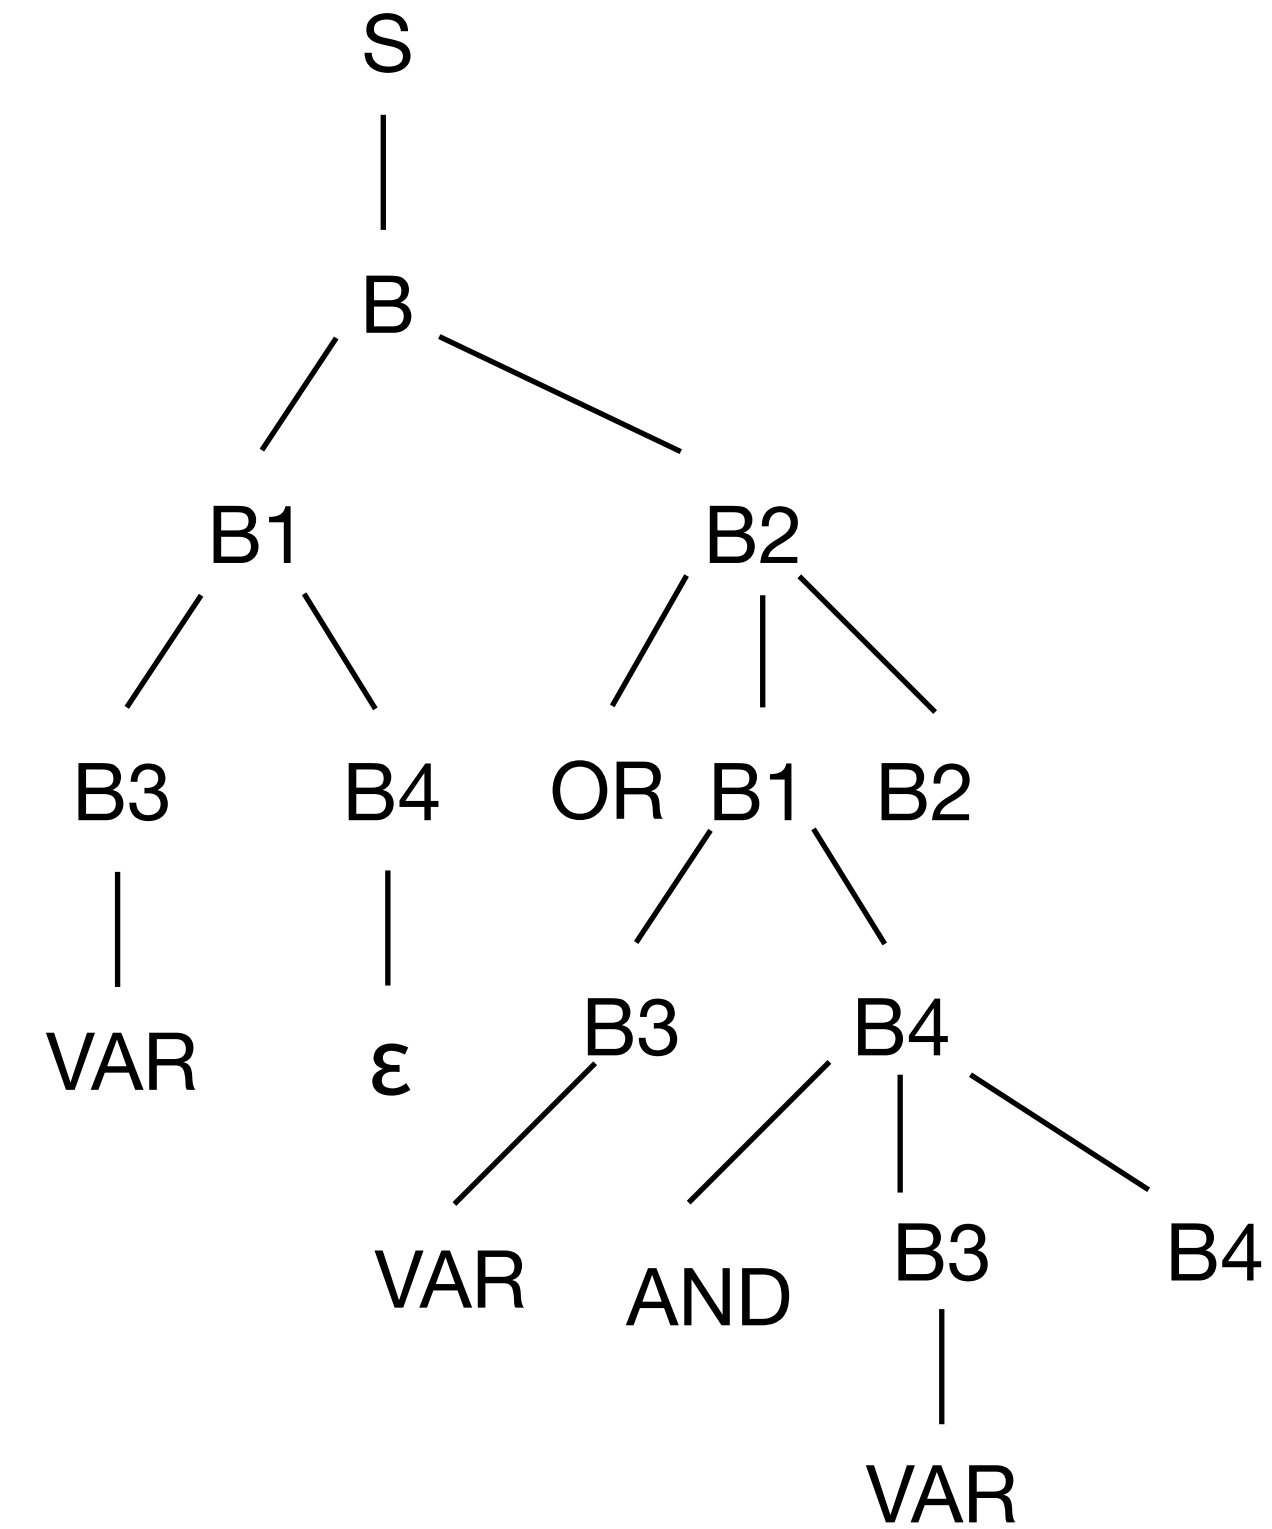 S
B
B1 B2
B3 B4 OR B1 B2
VAR ε B3 B4
VAR AND B3 B4
VAR